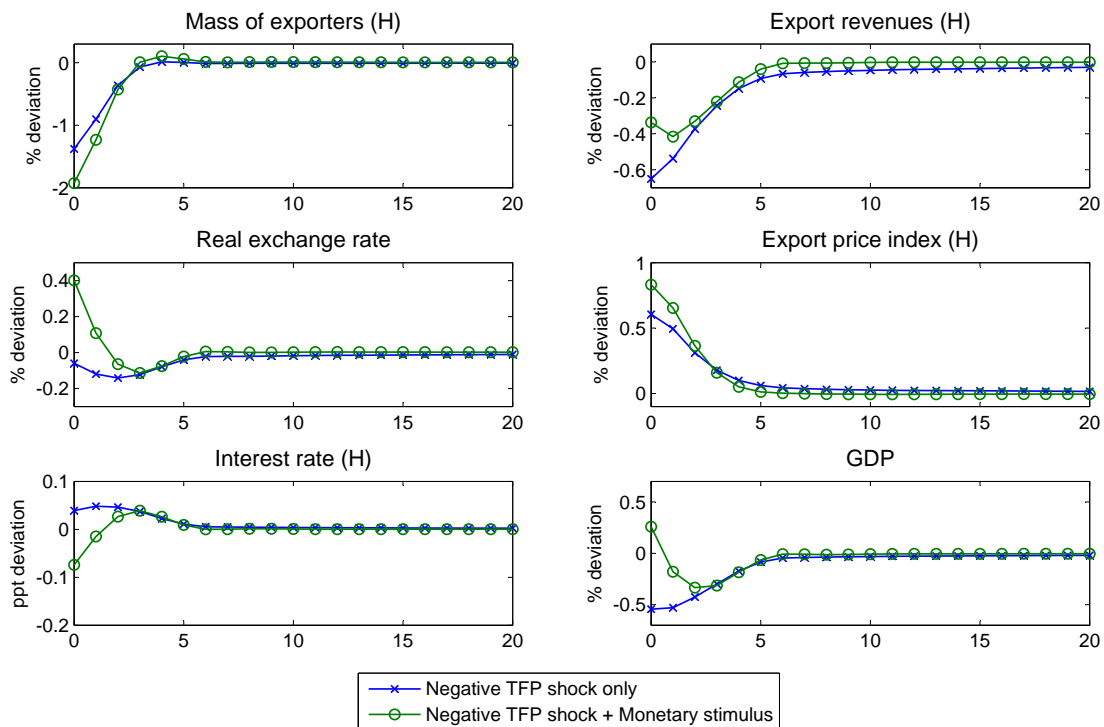 Mass of exporters (H)
% deviation
0
-1
-2
0 5 10 15 20
Export revenues (H)
% deviation
0
-0.2
-0.4
-0.6
0 5 10 15 20
Real exchange rate
% deviation
0.4
0.2
0
-0.2
0 5 10 15 20
Export price index (H)
% deviation
1
0.5
0
0 5 10 15 20
Interest rate (H)
ppt deviation
0.1
0
-0.1
-0.2
0 5 10 15 20
GDP
% deviation
0.5
0
-0.5
0 5 10 15 20
Negative TFP shock only
Negative TFP shock + Monetary stimulus